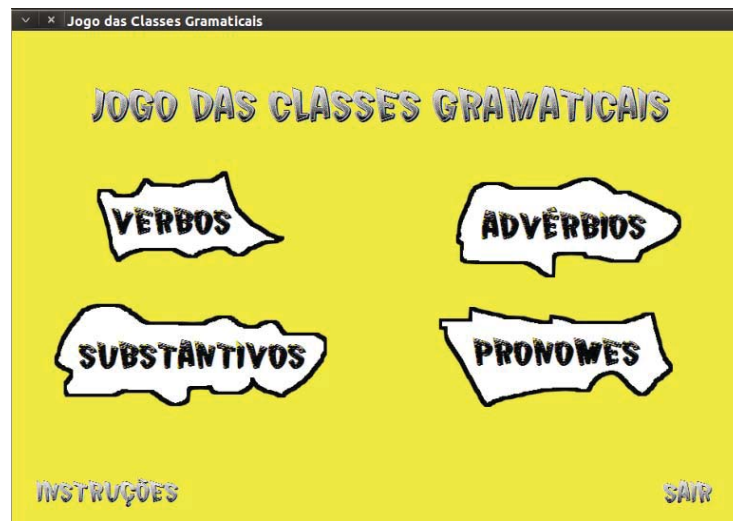 Jogo das Classes Gramaticais
JOGO DAS CLASSES GRAMATICAIS
VERBOS
ADVÉRBIOS
SUBSTANTIVOS
PRONOMES
INSTRUÇÕES
SAIR